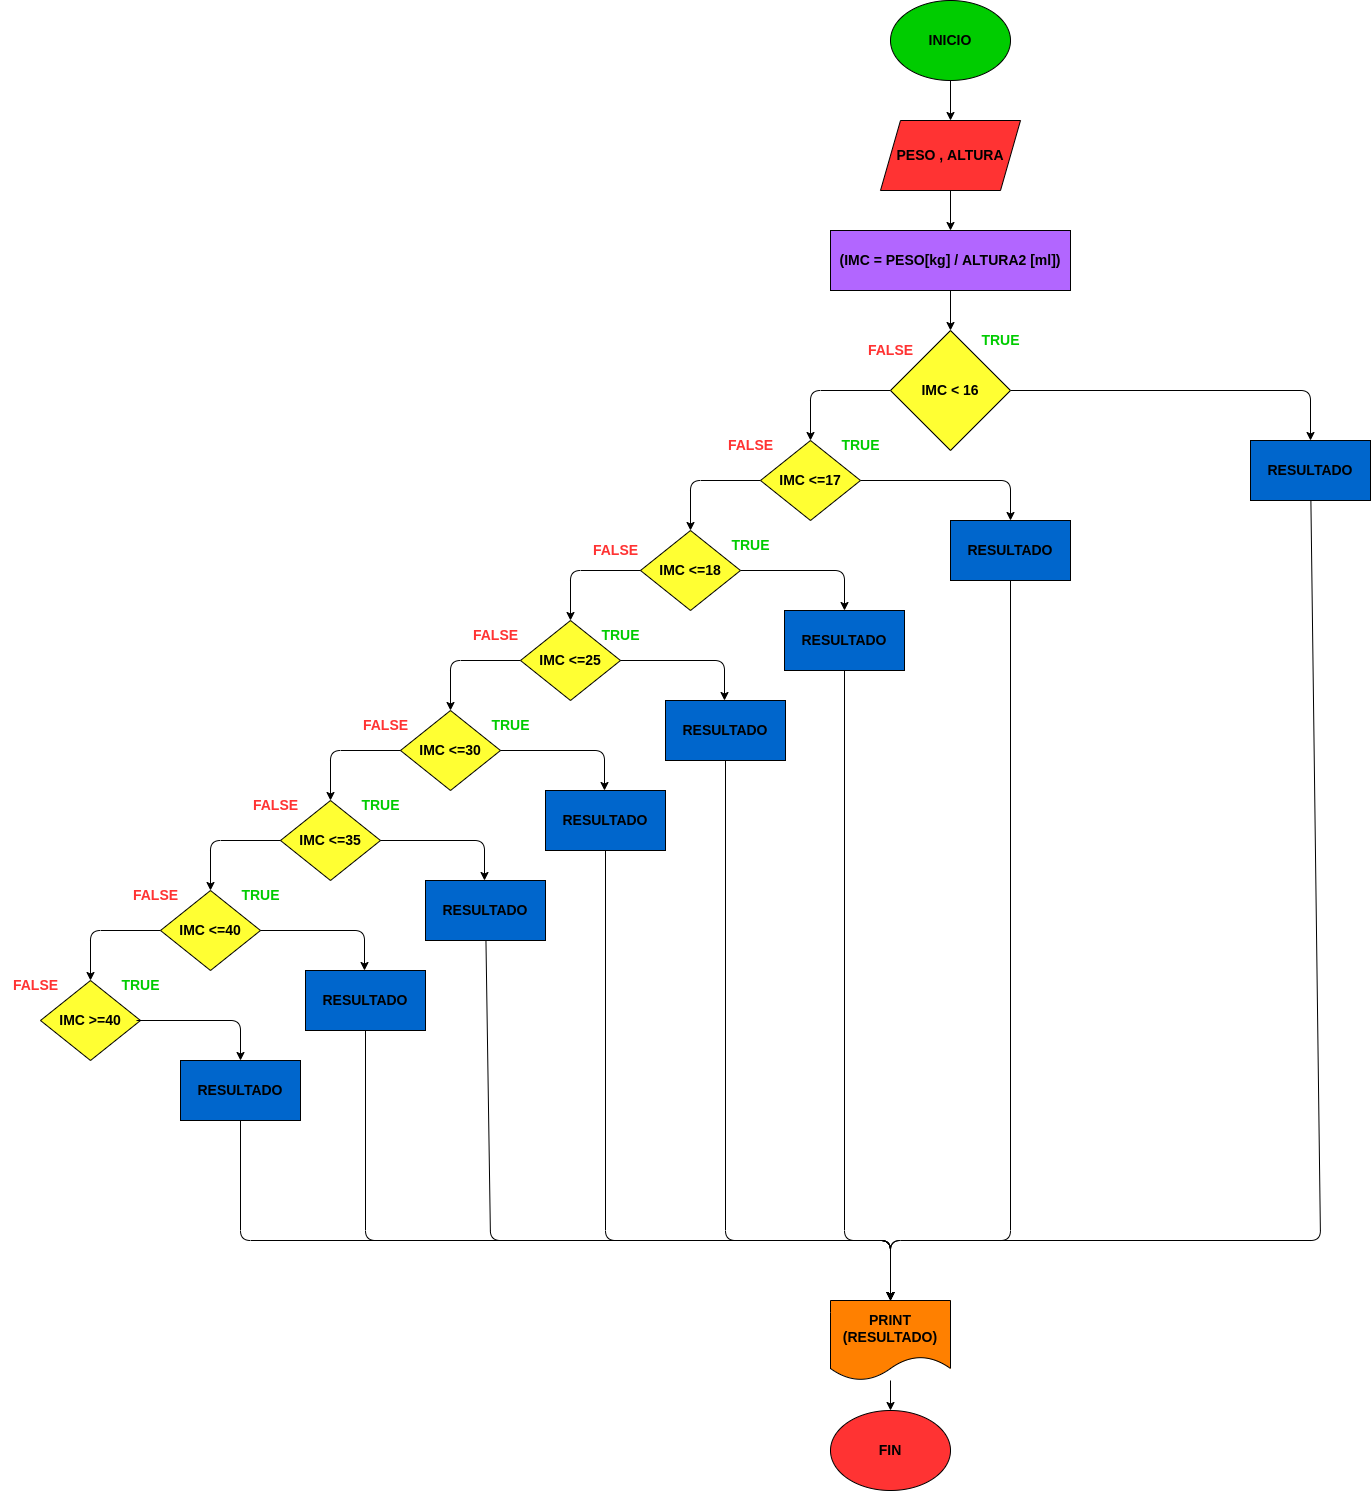 INICIO
PESO , ALTURA
(IMC = PESO[kg] / ALTURA2 [ml])
TRUE
FALSE
IMC < 16
FALSE
TRUE
IMC <=17
RESULTADO
FALSE
TRUE
RESULTADO
IMC <=18
FALSE
TRUE
RESULTADO
IMC <=25
FALSE
TRUE
RESULTADO
IMC <=30
FALSE
TRUE
RESULTADO
IMC <=35
FALSE
TRUE
RESULTADO
IMC <=40
FALSE
TRUE
RESULTADO
IMC >=40
RESULTADO
PRINT
(RESULTADO)
FIN